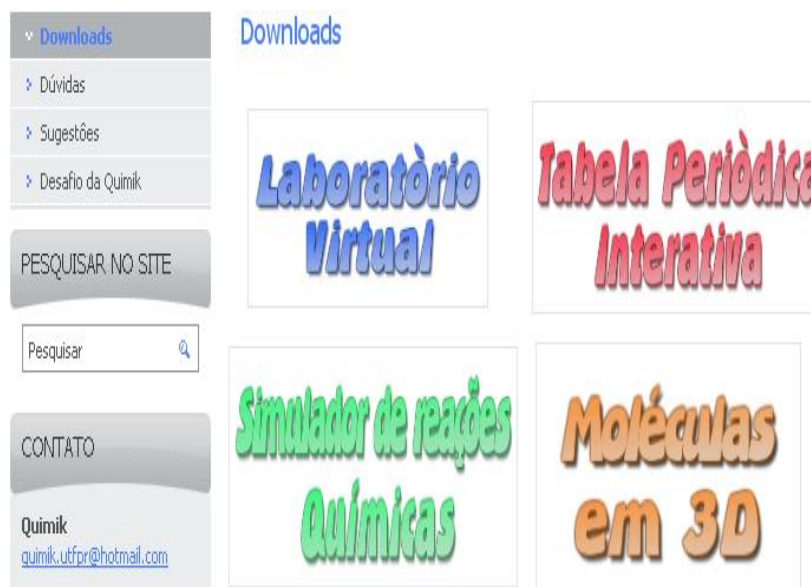 Downloads
Dúvidas
Sugestões
Desafio da Quimik
PESQUISAR NO SITE
Pesquisar
CONTATO
Quimik
quimik.utfpr@hotmail.com
Downloads
Laboratòrio
Virtual
Tabela Periòdica
Interativa
Simulador de reações
Químicas
Moléculas
em 3D